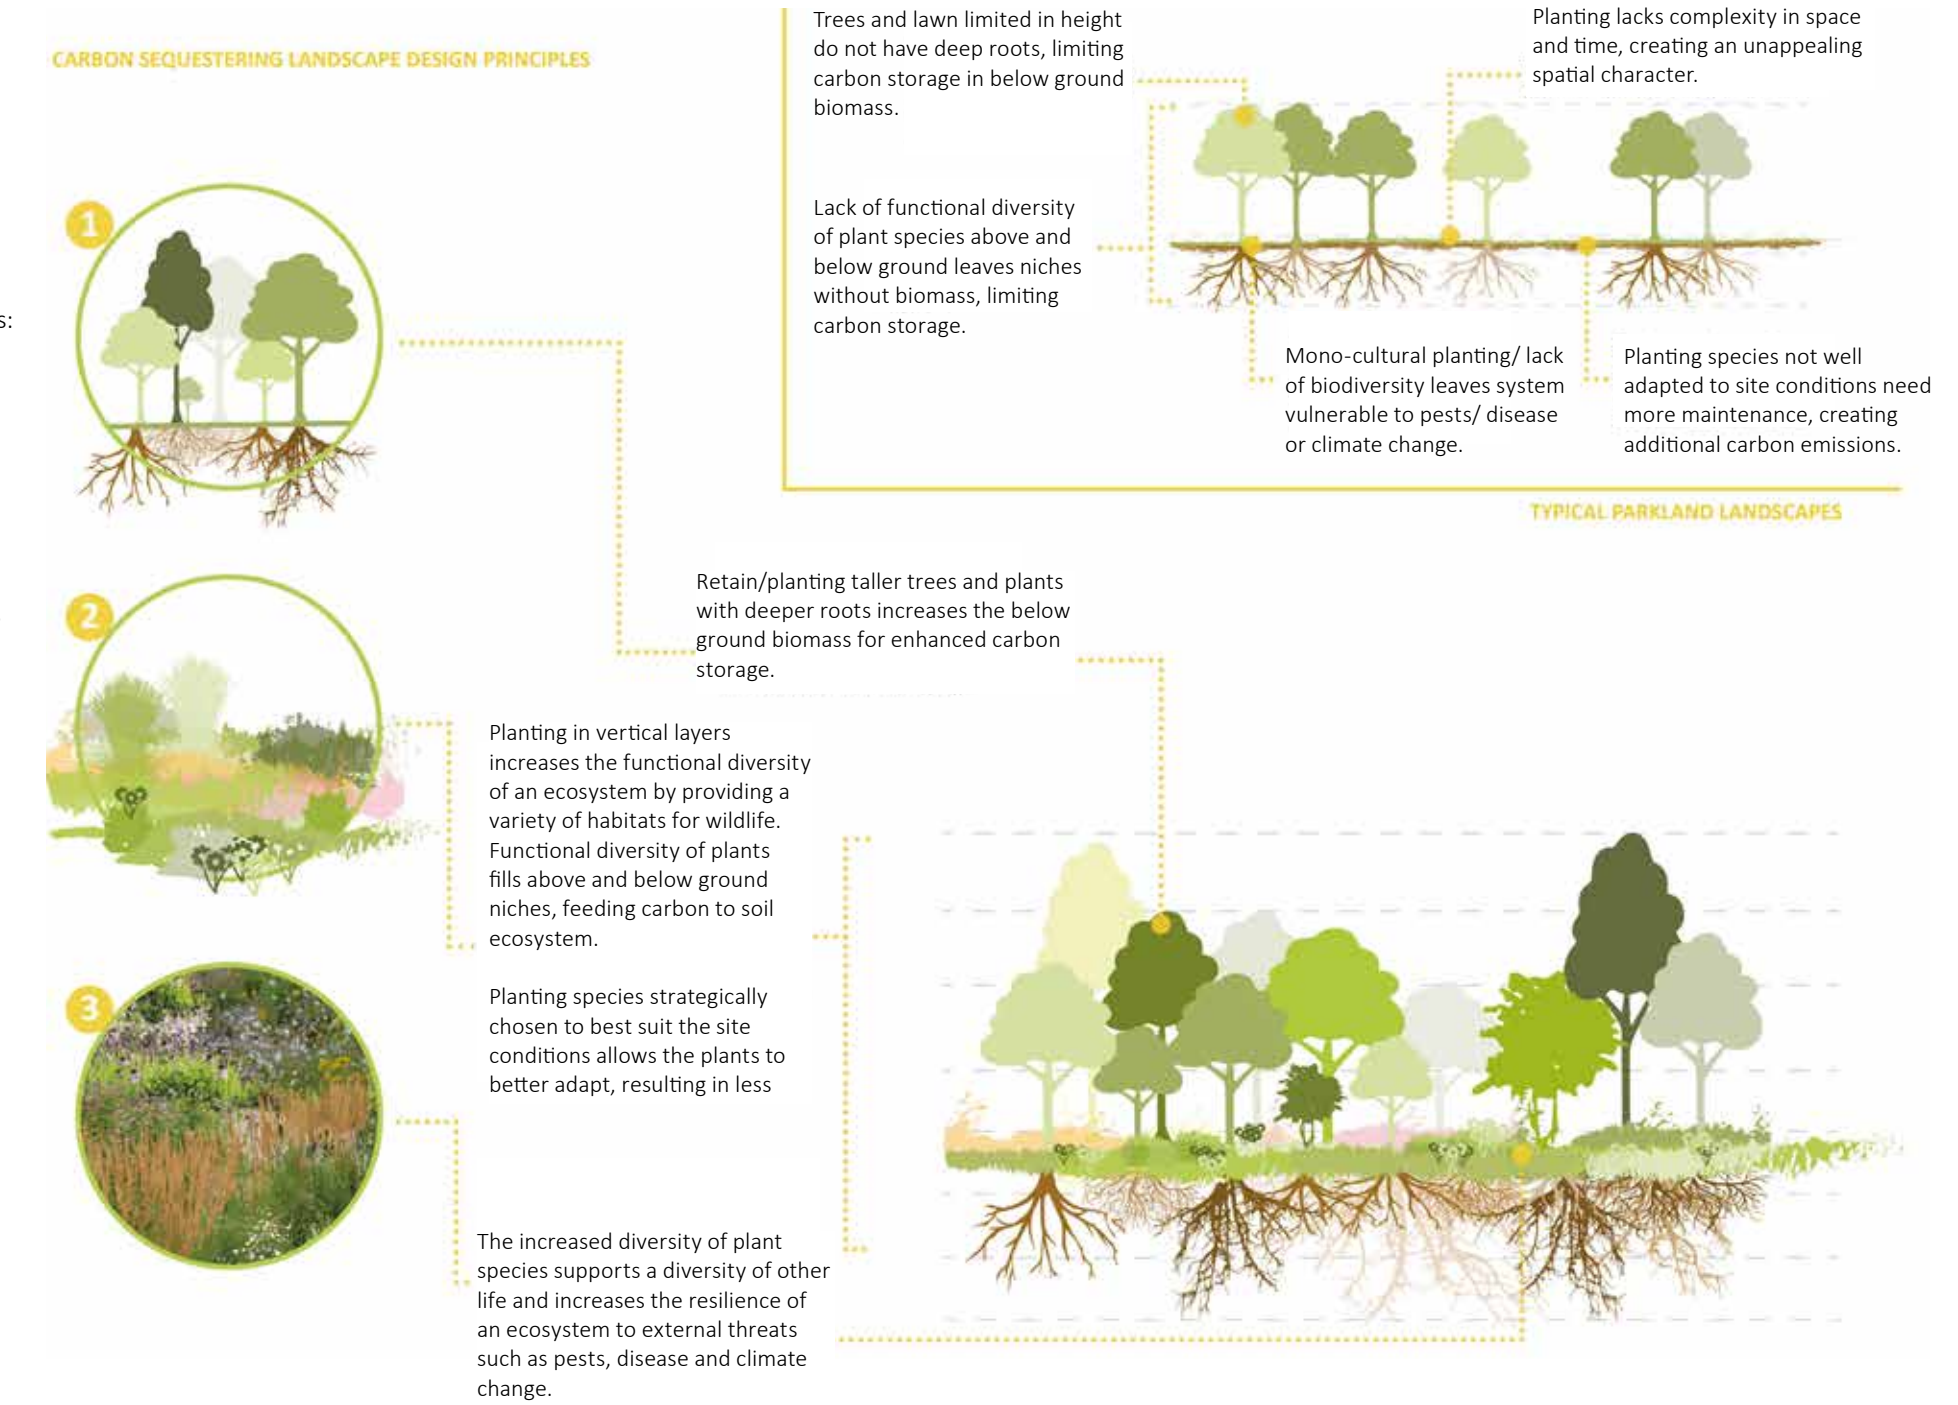 CARBON SEQUESTERING LANDSCAPE DESIGN PRINCIPLES
s:
1
2
3
Trees and lawn limited in height
do not have deep roots, limiting
carbon storage in below ground
biomass.
Planting lacks complexity in space
and time, creating an unappealing
spatial character.
Lack of functional diversity
of plant species above and
below ground leaves niches
without biomass, limiting
carbon storage.
Mono-cultural planting/ lack
of biodiversity leaves system
vulnerable to pests/ disease
or climate change.
Planting species not well
adapted to site conditions need
more maintenance, creating
additional carbon emissions.
TYPICAL PARKLAND LANDSCAPES
Retain/planting taller trees and plants
with deeper roots increases the below
ground biomass for enhanced carbon
storage.
Planting in vertical layers
increases the functional diversity
of an ecosystem by providing a
variety of habitats for wildlife.
Functional diversity of plants
fills above and below ground
niches, feeding carbon to soil
ecosystem.
Planting species strategically
chosen to best suit the site
conditions allows the plants to
better adapt, resulting in less
The increased diversity of plant
species supports a diversity of other
life and increases the resilience of
an ecosystem to external threats
such as pests, disease and climate
change.